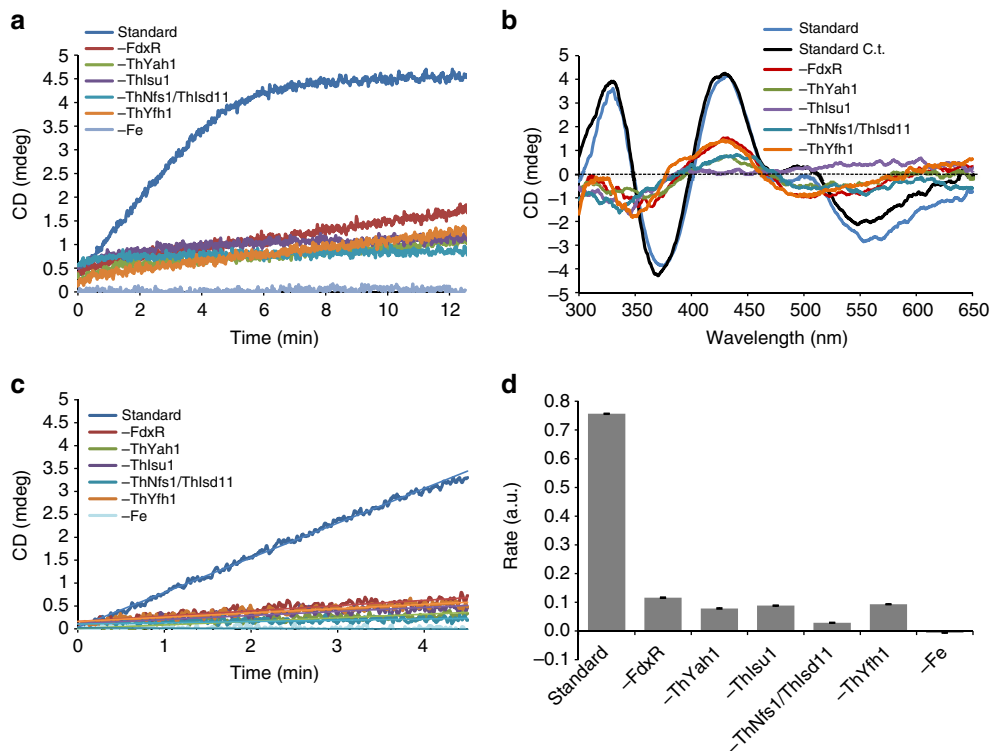 a
Standard
–FdxR
–ThYah1
–ThIsu1
–ThNfs1/ThIsd11
–ThYfh1
–Fe
5
4.5
4
3.5
3
2.5
2
1.5
1
0.5
0
CD (mdeg)
0 2 4 6 8 10 12
Time (min)
b
Standard
Standard C.t.
–FdxR
–ThYah1
–ThIsu1
–ThNfs1/ThIsd11
–ThYfh1
5
4
3
2
1
0
–1
–2
–3
–4
–5
CD (mdeg)
300 350 400 450 500 550 600 650
Wavelength (nm)
c
Standard
–FdxR
–ThYah1
–ThIsu1
–ThNfs1/ThIsd11
–ThYfh1
–Fe
5
4.5
4
3.5
3
2.5
2
1.5
1
0.5
0
CD (mdeg)
0 1 2 3 4
Time (min)
d
0.8
0.7
0.6
0.5
0.4
0.3
0.2
0.1
0.0
–0.1
Rate (a.u.)
Standard
–FdxR
–ThYah1
–ThIsu1
–ThNfs1/ThIsd11
–ThYfh1
–Fe